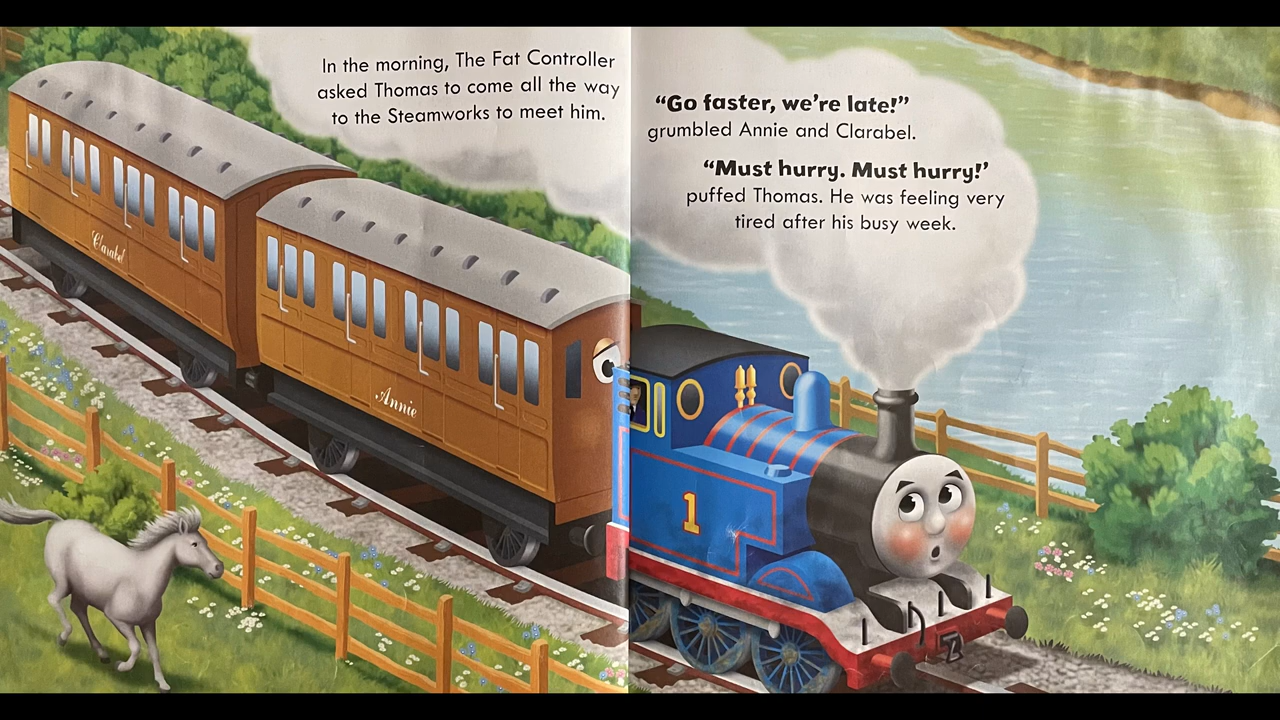 In the morning, The Fat Controller
asked Thomas to come all the way
to the Steamworks to meet him.
Clarabel
Annie
“Go faster, we’re late!”
grumbled Annie and Clarabel.
“Must hurry. Must hurry!’
puffed Thomas. He was feeling very
tired after his busy week.
1